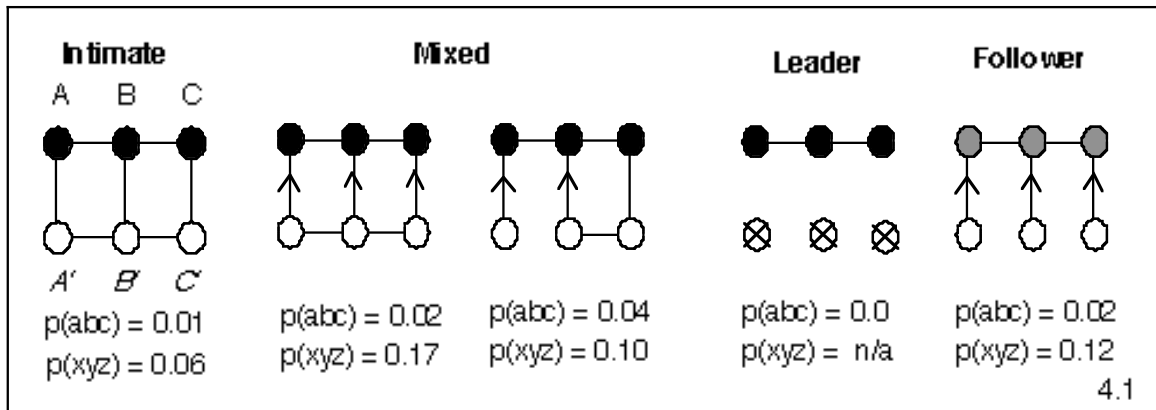 Intimate
Mixed
Leader
Follower
A B C
A' B' C'
p(abc) = 0.01
p(xyz) = 0.06
p(abc) = 0.02
p(xyz) = 0.17
p(abc) = 0.04
p(xyz) = 0.10
p(abc) = 0.0
p(xyz) = n/a
p(abc) = 0.02
p(xyz) = 0.12
4.1